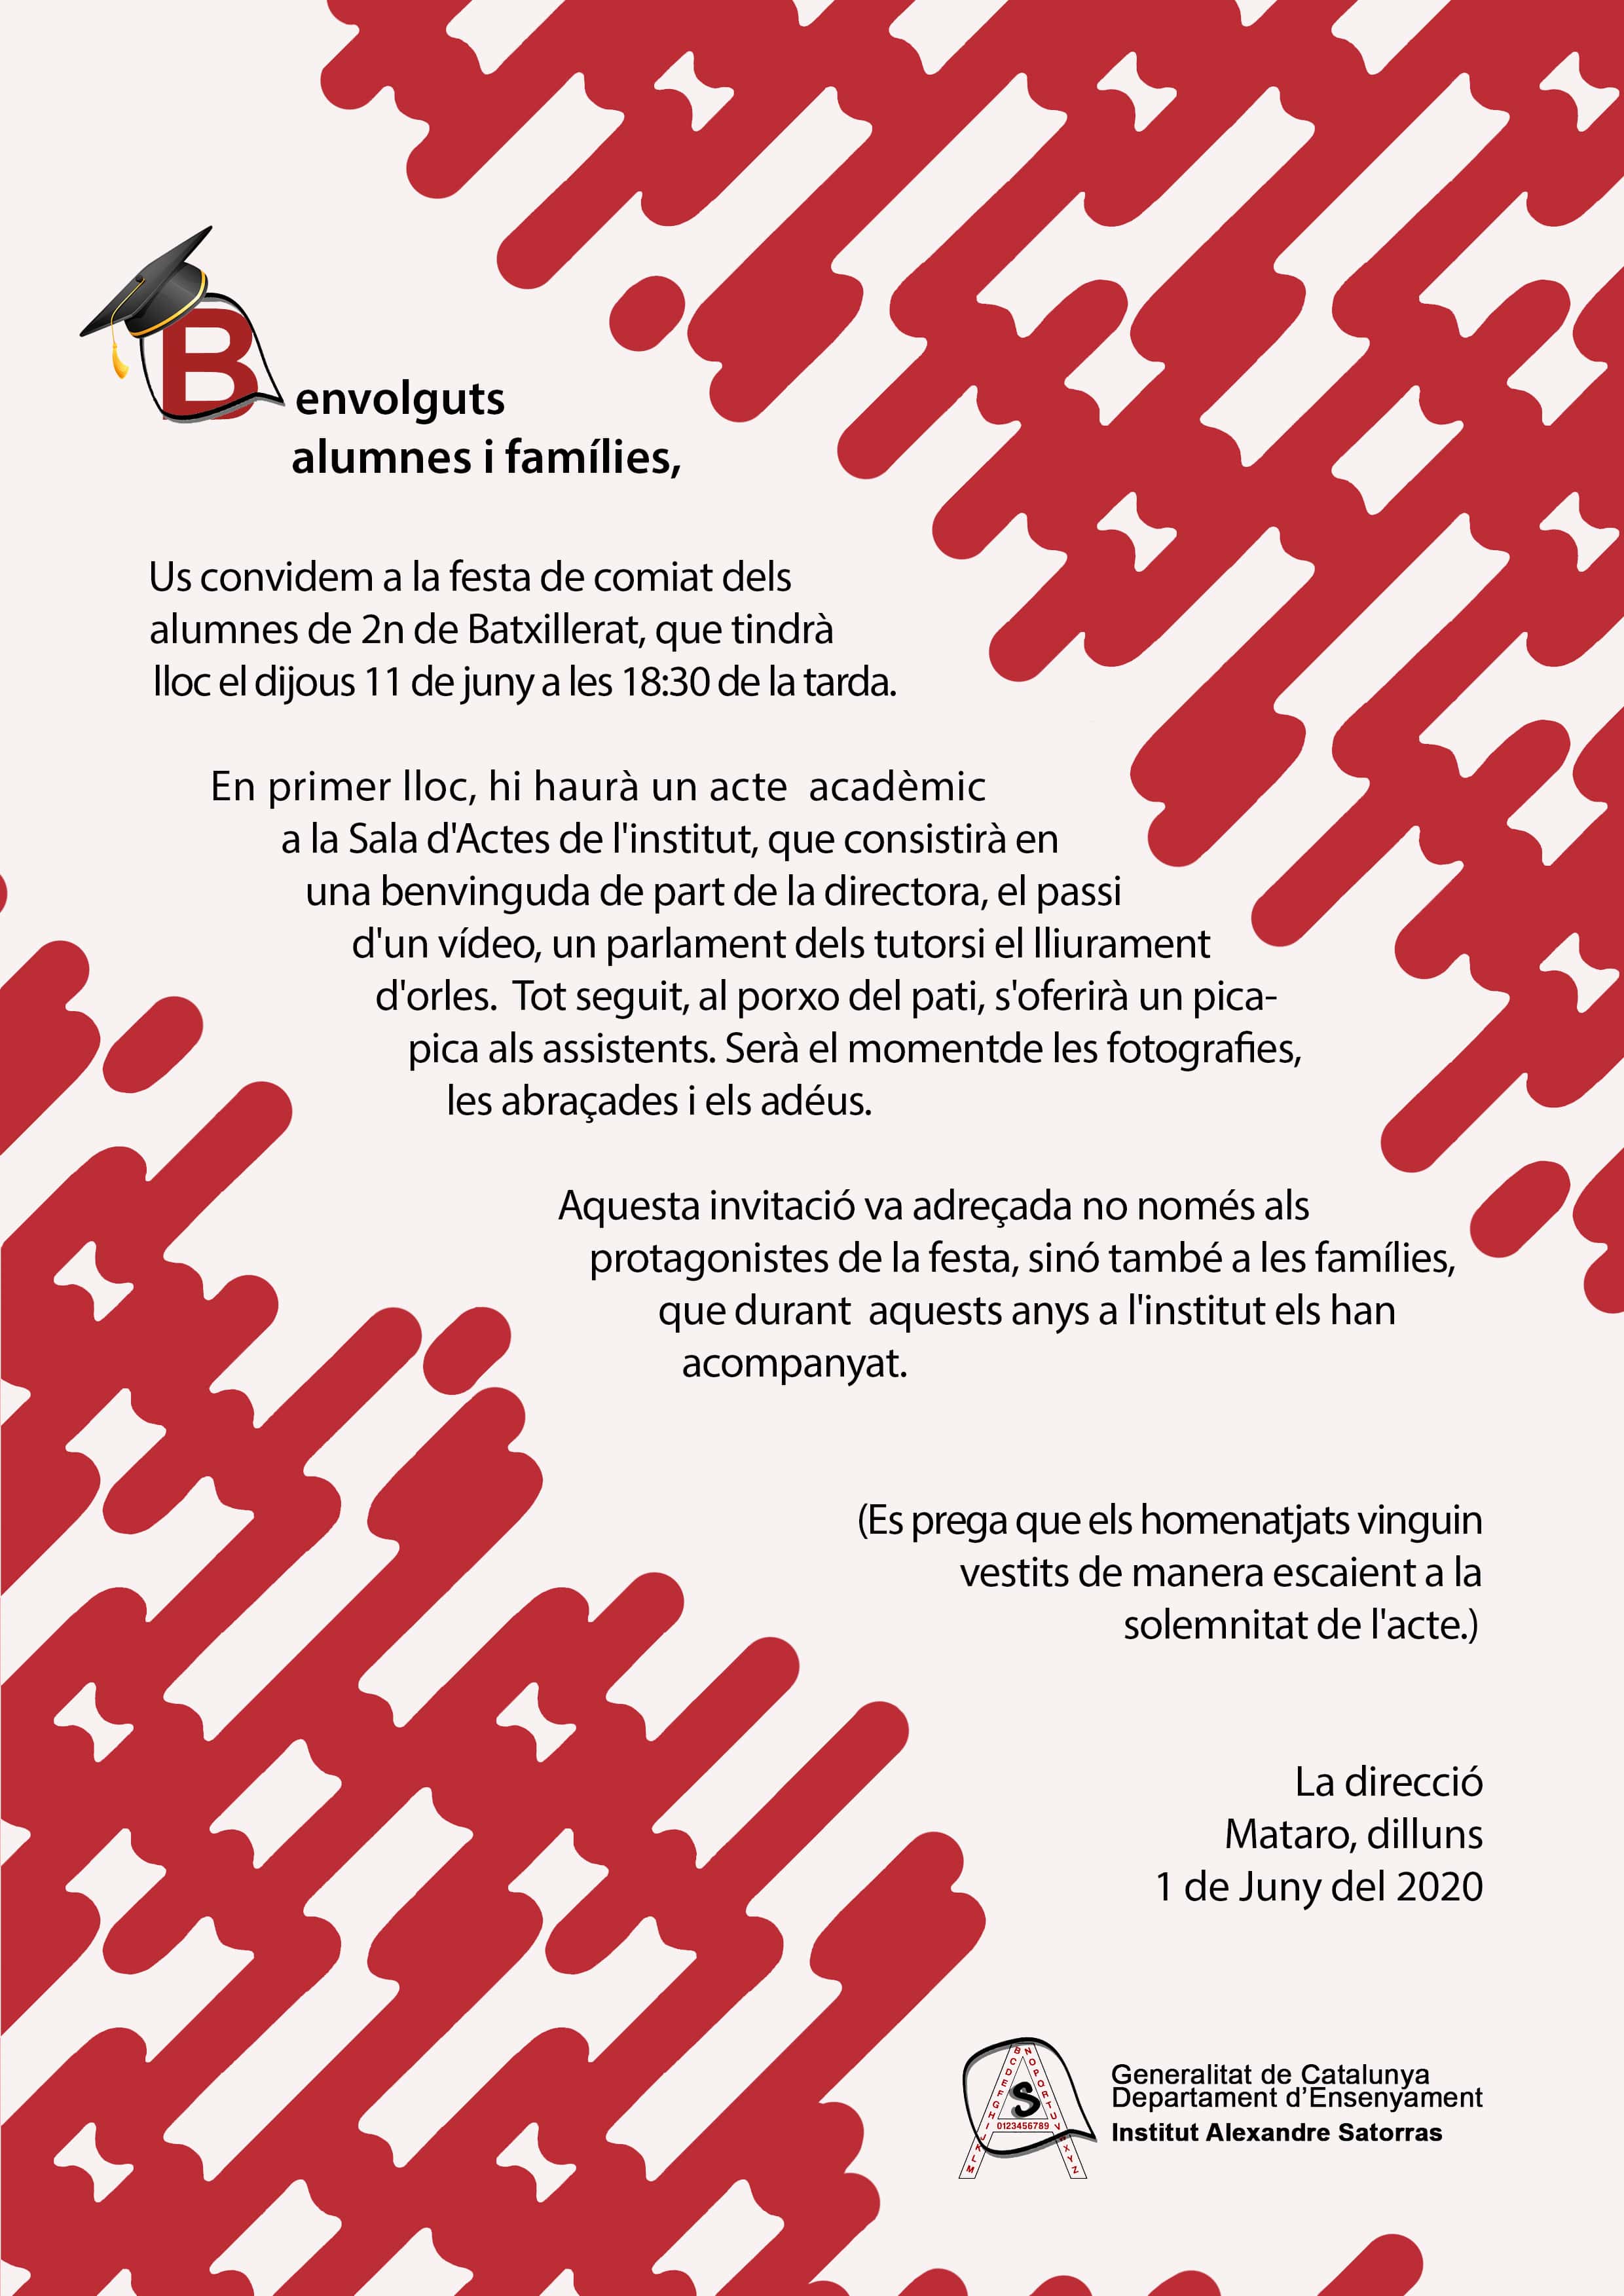 Benvolguts
alumnes i famílies,
Us convidem a la festa de comiat dels
alumnes de 2n de Batxillerat, que tindrà
lloc el dijous 11 de juny a les 18:30 de la tarda.
En primer lloc, hi haurà un acte acadèmic
a la Sala d'Actes de l'institut, que consistirà en
una benvinguda de part de la directora, el passi
d'un vídeo, un parlament dels tutorsi el lliurament
d'orles. Tot seguit, al porxo del pati, s'oferirà un pica-
pica als assistents. Serà el momentde les fotografies,
les abraçades i els adéus.
Aquesta invitació va adreçada no només als
protagonistes de la festa, sinó també a les famílies,
que durant aquests anys a l'institut els han
acompanyat.
(Es prega que els homenatjats vinguin
vestits de manera escaient a la
solemnitat de l'acte.)
La direcció
Mataro, dilluns
1 de Juny del 2020
Generalitat de Catalunya
Departament d'Ensenyament
Institut Alexandre Satorras
S
0123456789